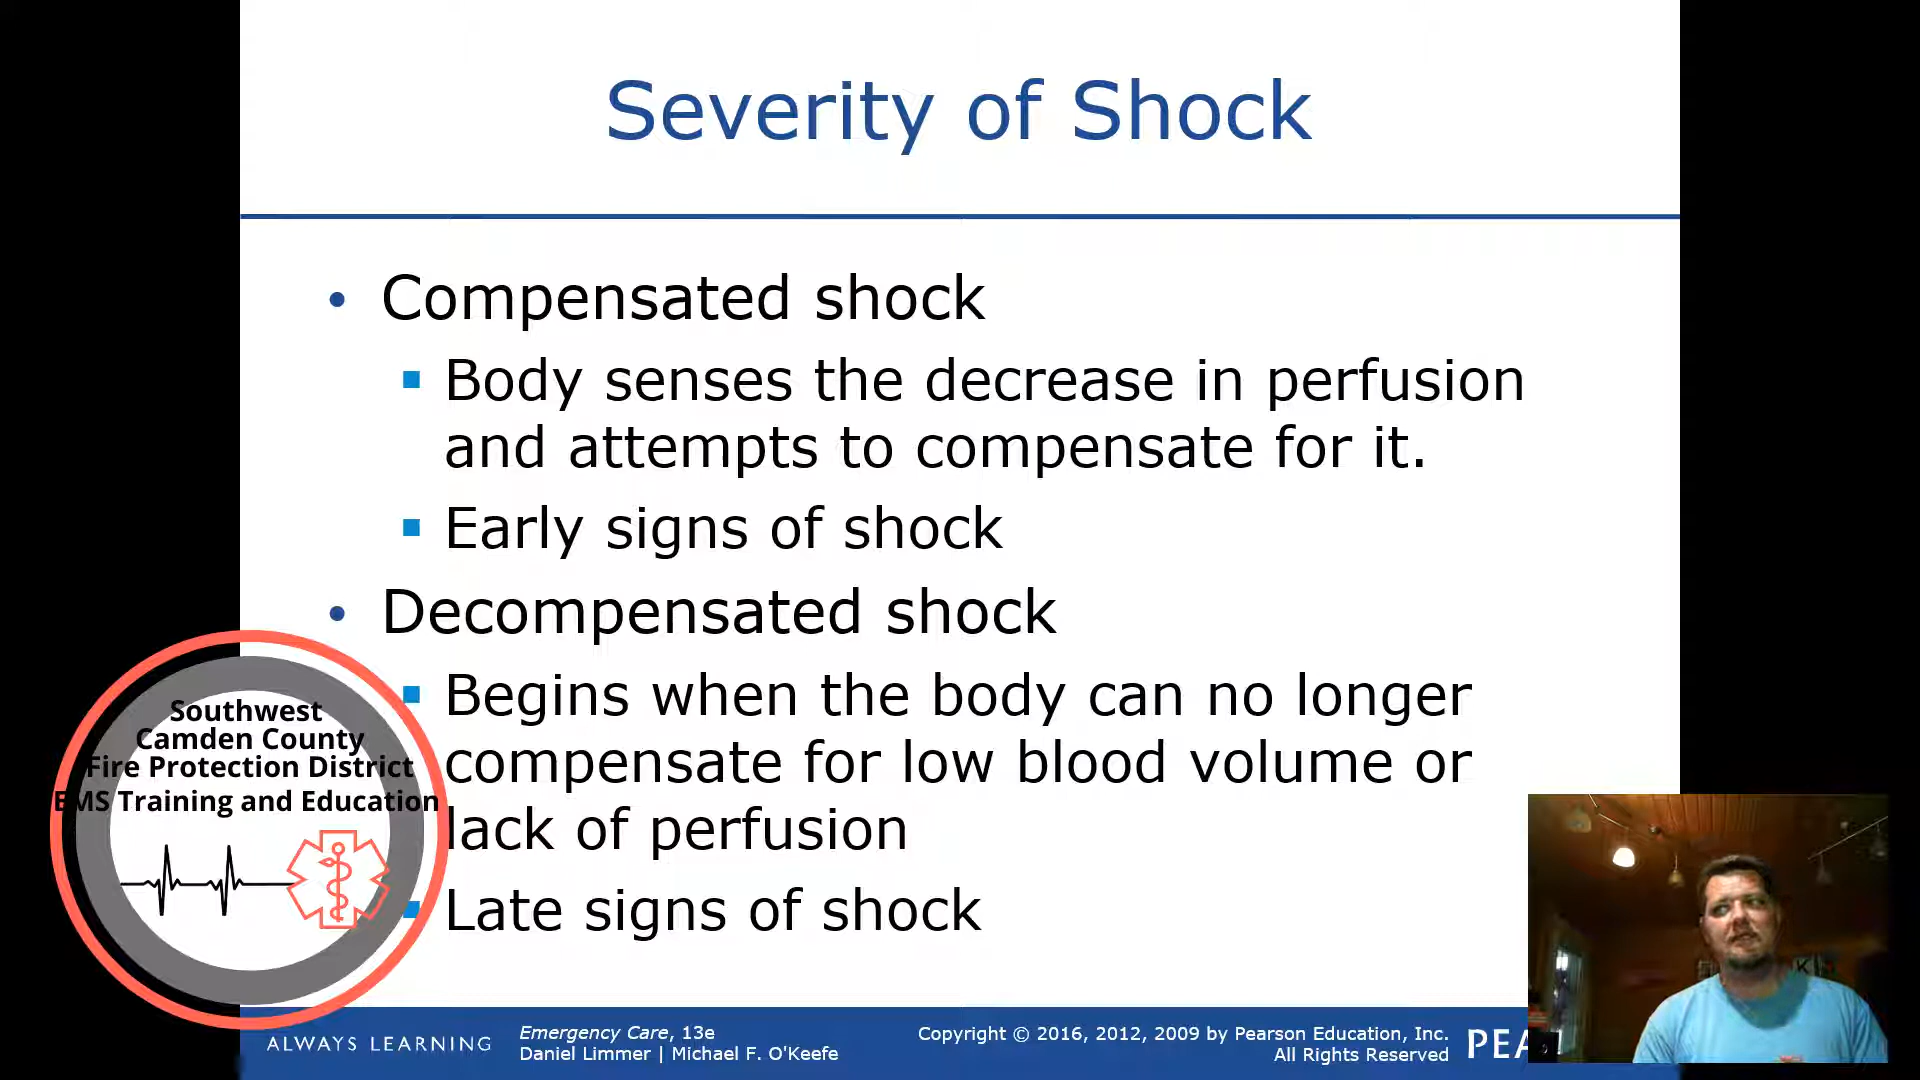 Severity of Shock
• Compensated shock
▪ Body senses the decrease in perfusion
and attempts to compensate for it.
▪ Early signs of shock
• Decompensated shock
▪ Begins when the body can no longer
compensate for low blood volume or
lack of perfusion
▪ Late signs of shock
Southwest
Camden County
Fire Protection District
EMS Training and Education
ALWAYS LEARNING
Emergency Care, 13e
Daniel Limmer | Michael F. O'Keefe
Copyright © 2016, 2012, 2009 by Pearson Education, Inc.
All Rights Reserved